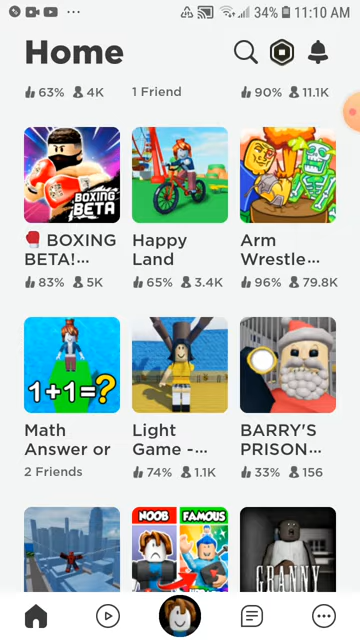 34% 11:10 AM
Home
63% 4K
1 Friend
90% 11.1K
BOXING
BETA
🥊 BOXING
BETA!...
83% 5K
Happy
Land
65% 3.4K
Arm
Wrestle...
96% 79.8K
1+1=?
Math
Answer or
2 Friends
Light
Game -...
74% 1.1K
BARRY'S
PRISON...
33% 156
NOOB FAMOUS
GRANNY